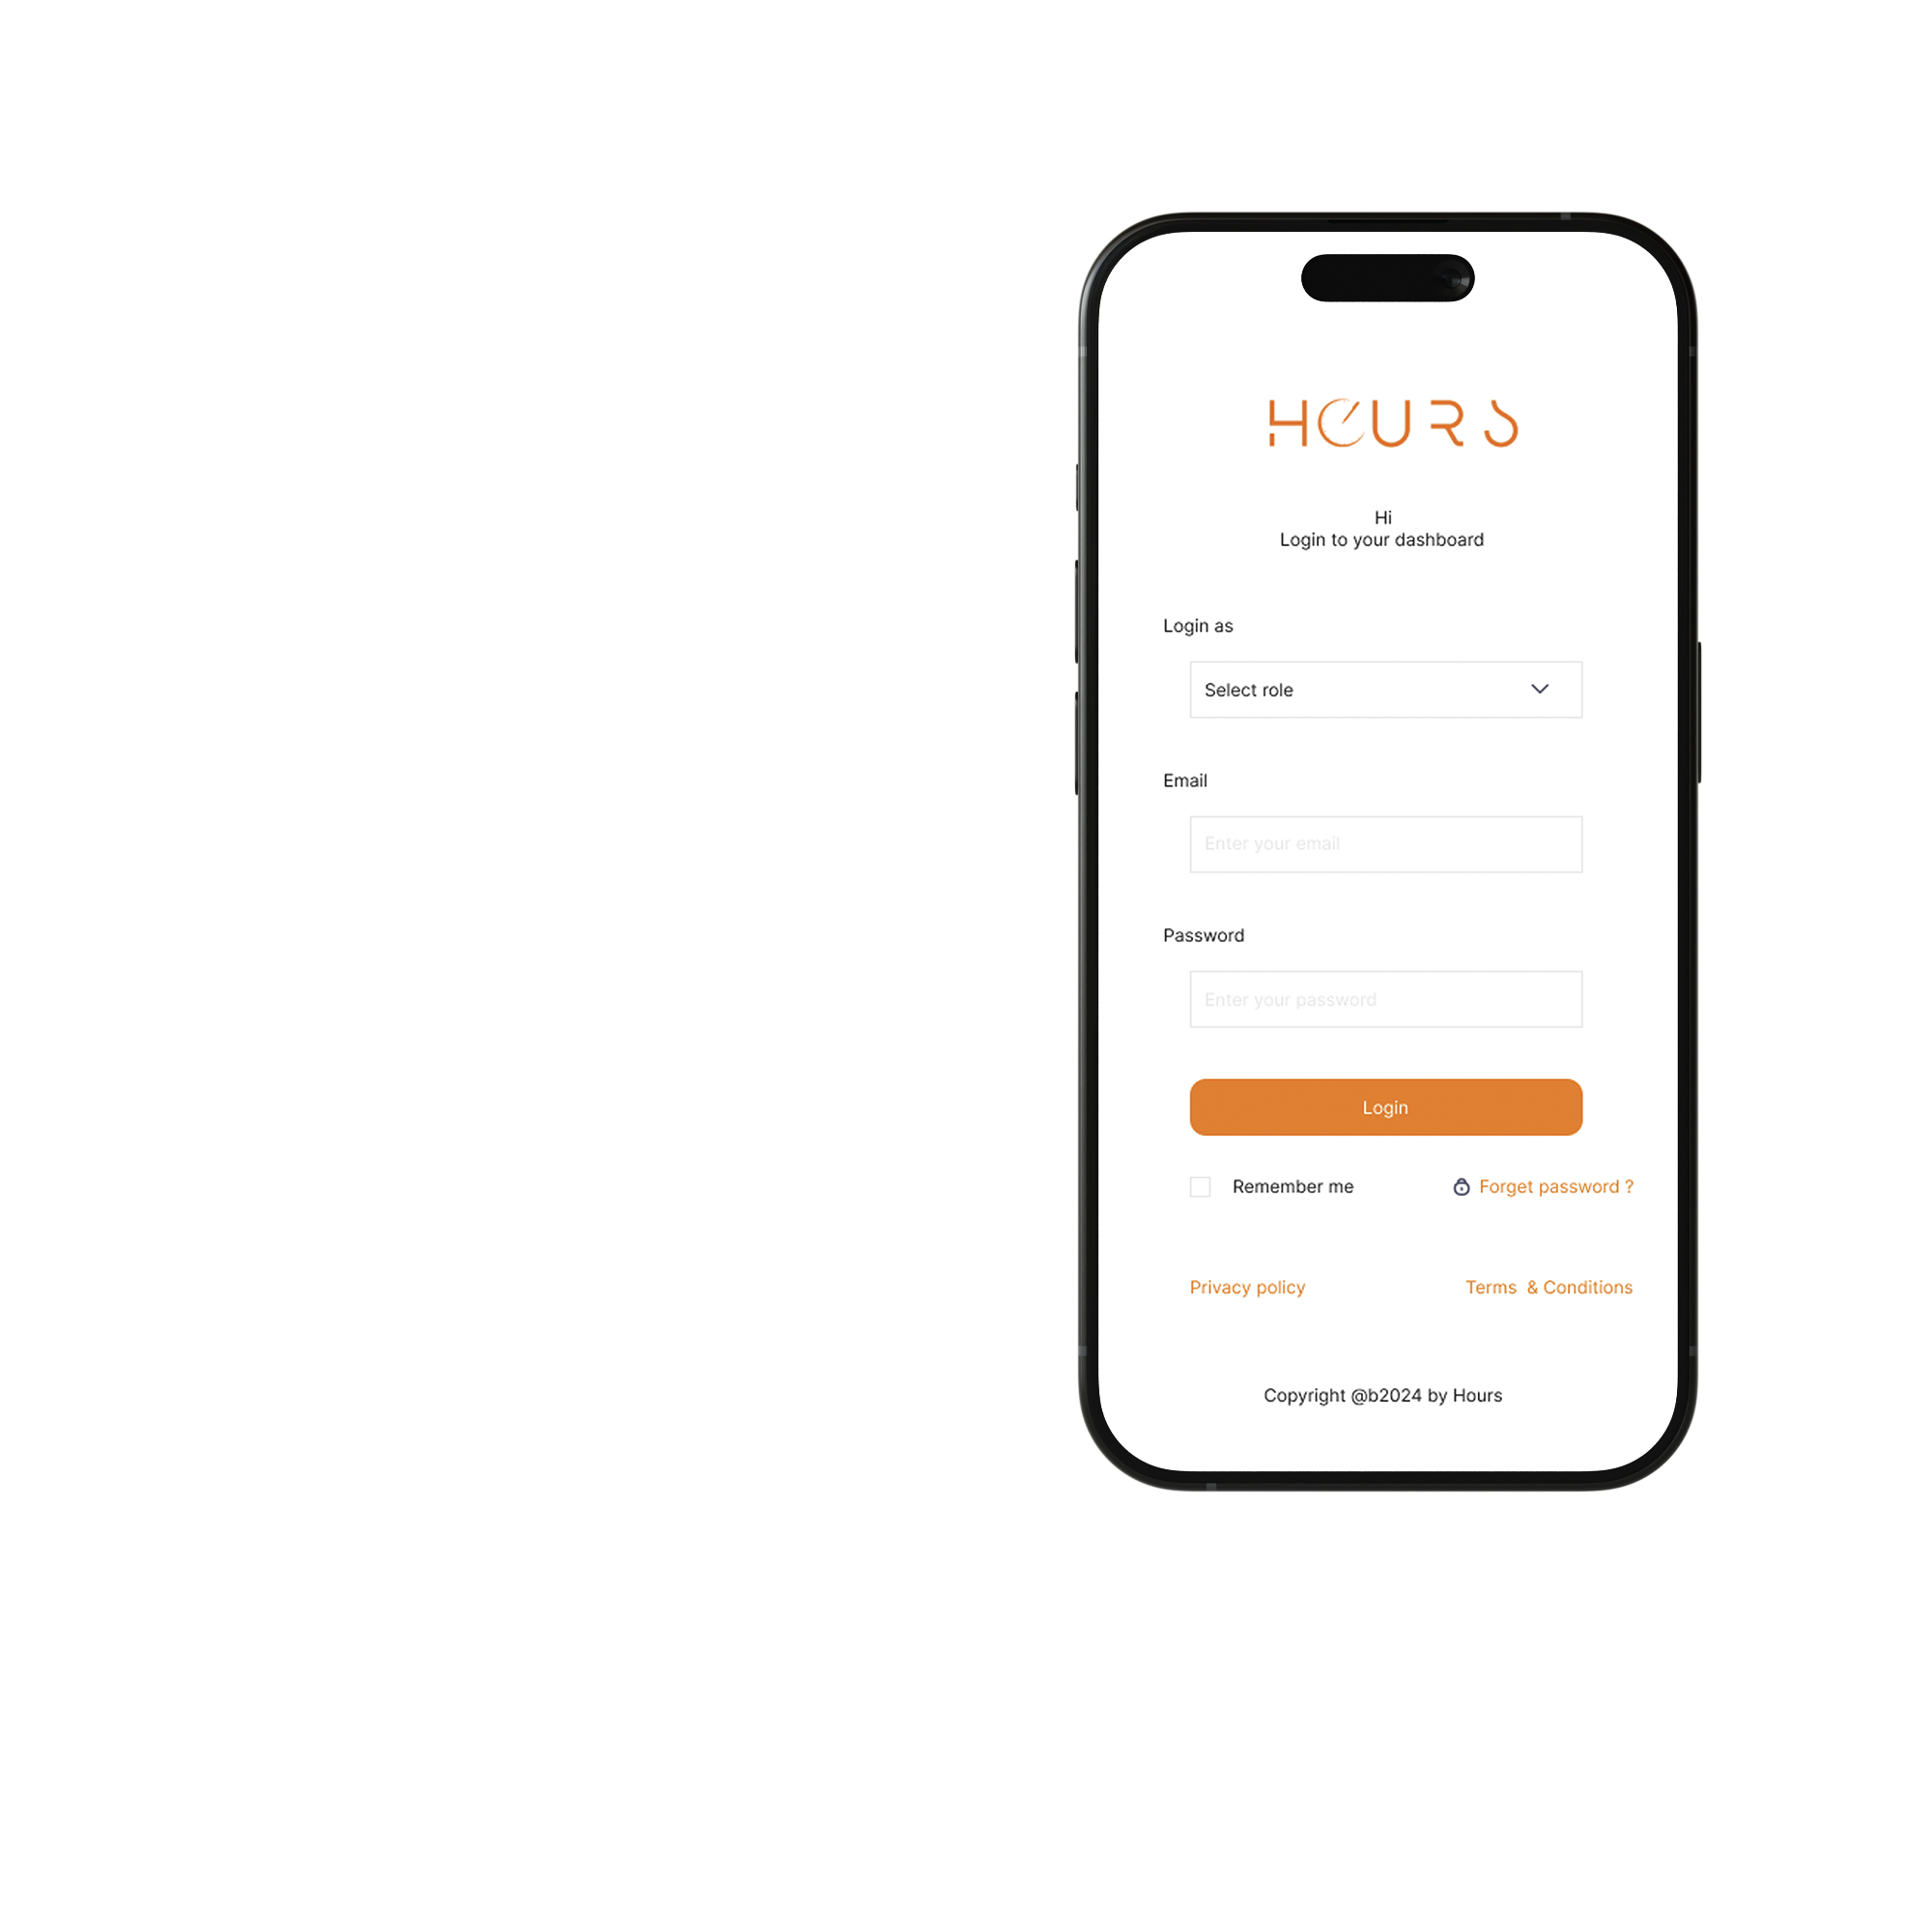 HOURS
Hi
Login to your dashboard
Login as
Select role
Email
Enter your email
Password
Enter your password
Login
Remember me
Forget password ?
Privacy policy
Terms & Conditions
Copyright @b2024 by Hours